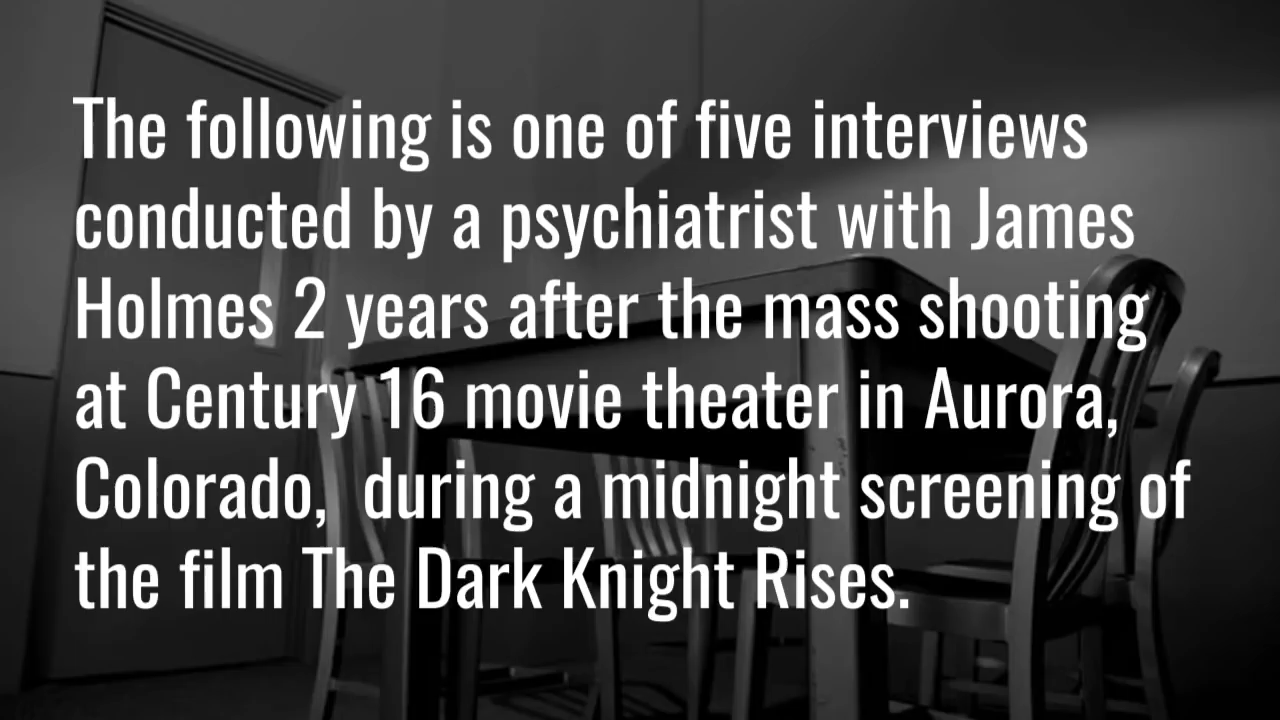 The following is one of five interviews
conducted by a psychiatrist with James
Holmes 2 years after the mass shooting
at Century 16 movie theater in Aurora,
Colorado,  during a midnight screening of
the film The Dark Knight Rises.